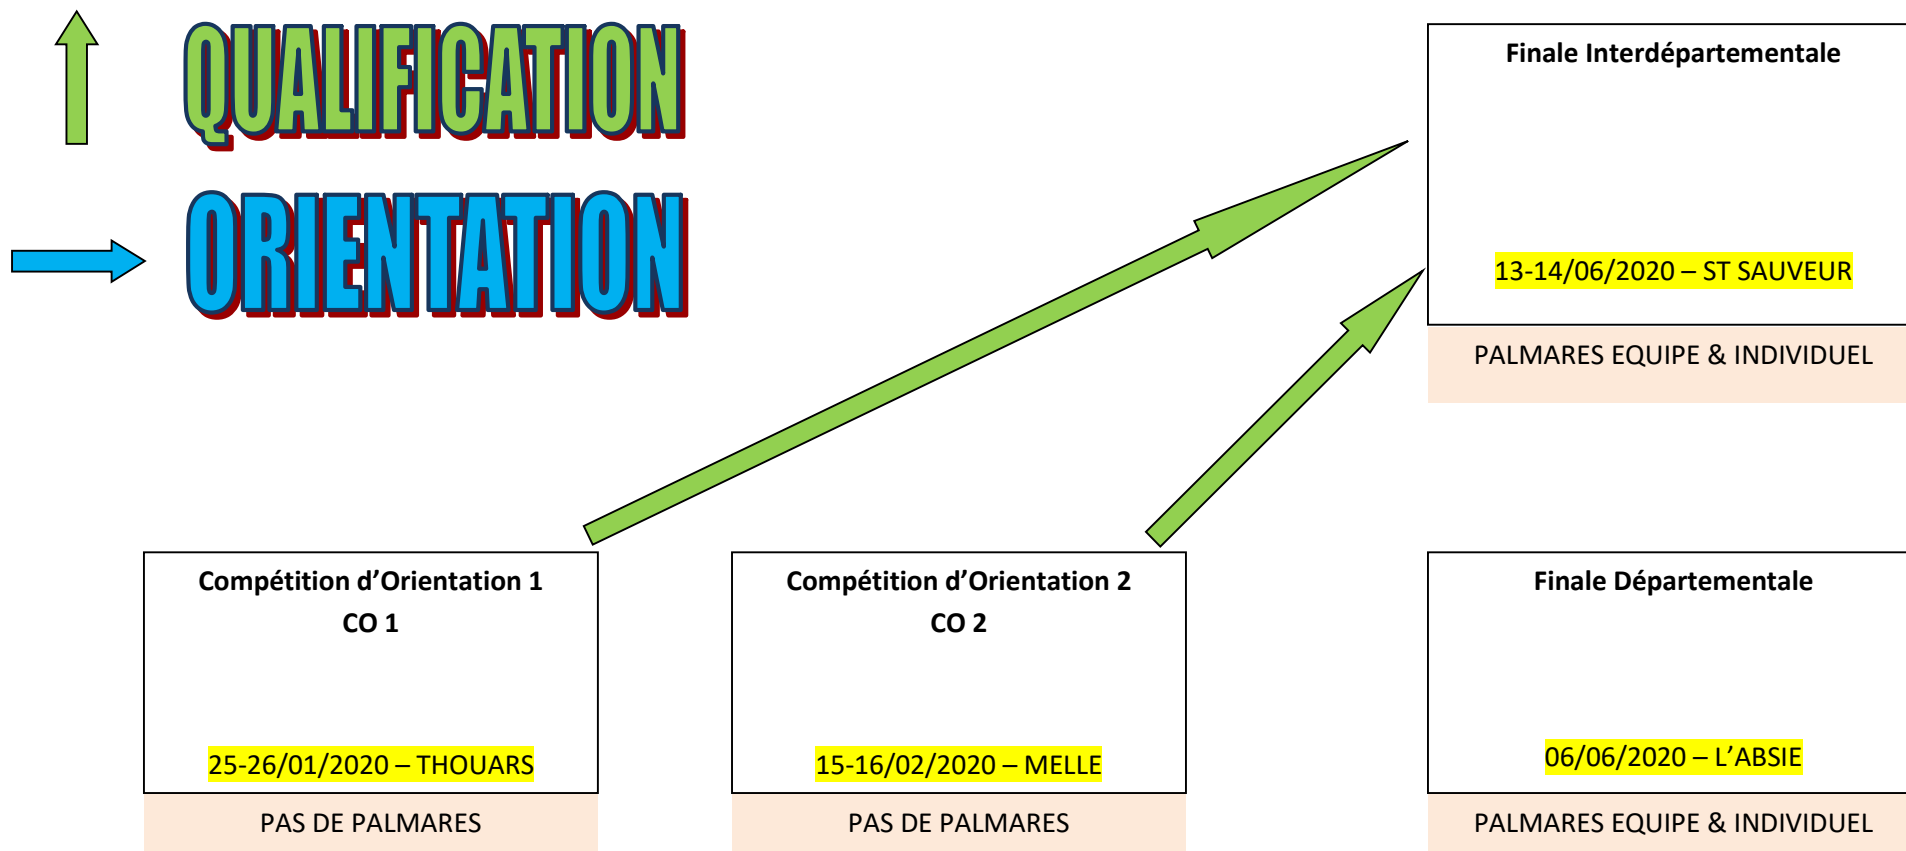 QUALIFICATION
ORIENTATION
Finale Interdépartementale
13-14/06/2020 – ST SAUVEUR
PALMARES EQUIPE & INDIVIDUEL
Compétition d’Orientation 1
CO 1
25-26/01/2020 – THOUARS
PAS DE PALMARES
Compétition d’Orientation 2
CO 2
15-16/02/2020 – MELLE
PAS DE PALMARES
Finale Départementale
06/06/2020 – L’ABSIE
PALMARES EQUIPE & INDIVIDUEL